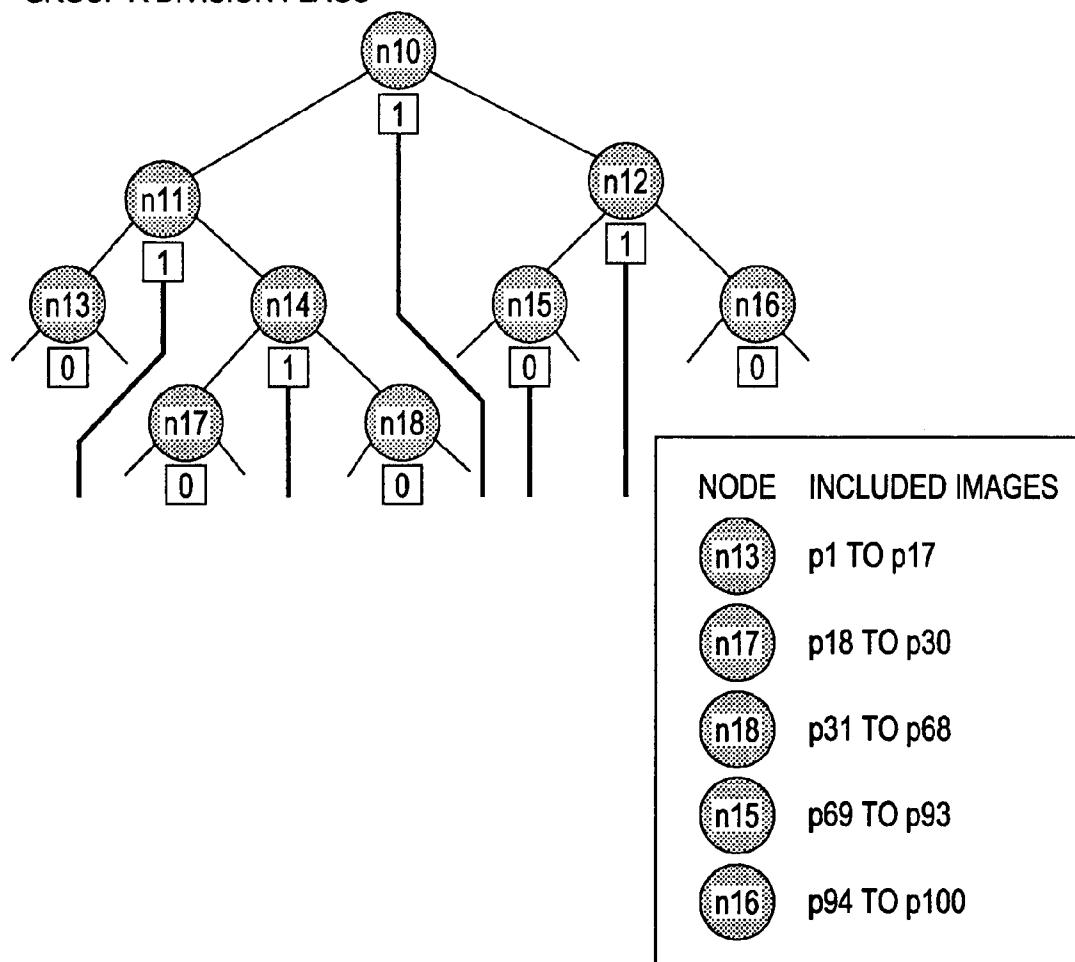 n10
1
n11
n12
1
1
n13
n14
n15
n16
0
1
0
0
n17
n18
0
0
NODE INCLUDED IMAGES
n13 p1 TO p17
n17 p18 TO p30
n18 p31 TO p68
n15 p69 TO p93
n16 p94 TO p100